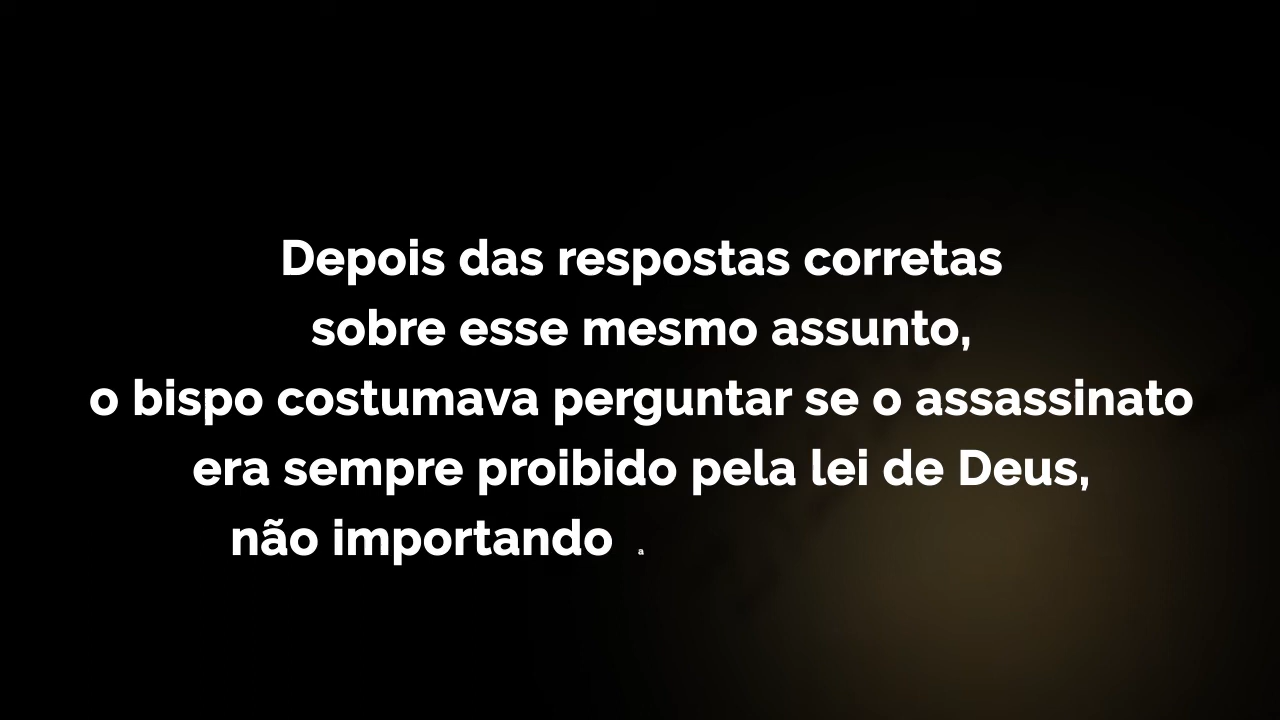 Depois das respostas corretas
sobre esse mesmo assunto,
o bispo costumava perguntar se o assassinato
era sempre proibido pela lei de Deus,
não importando a